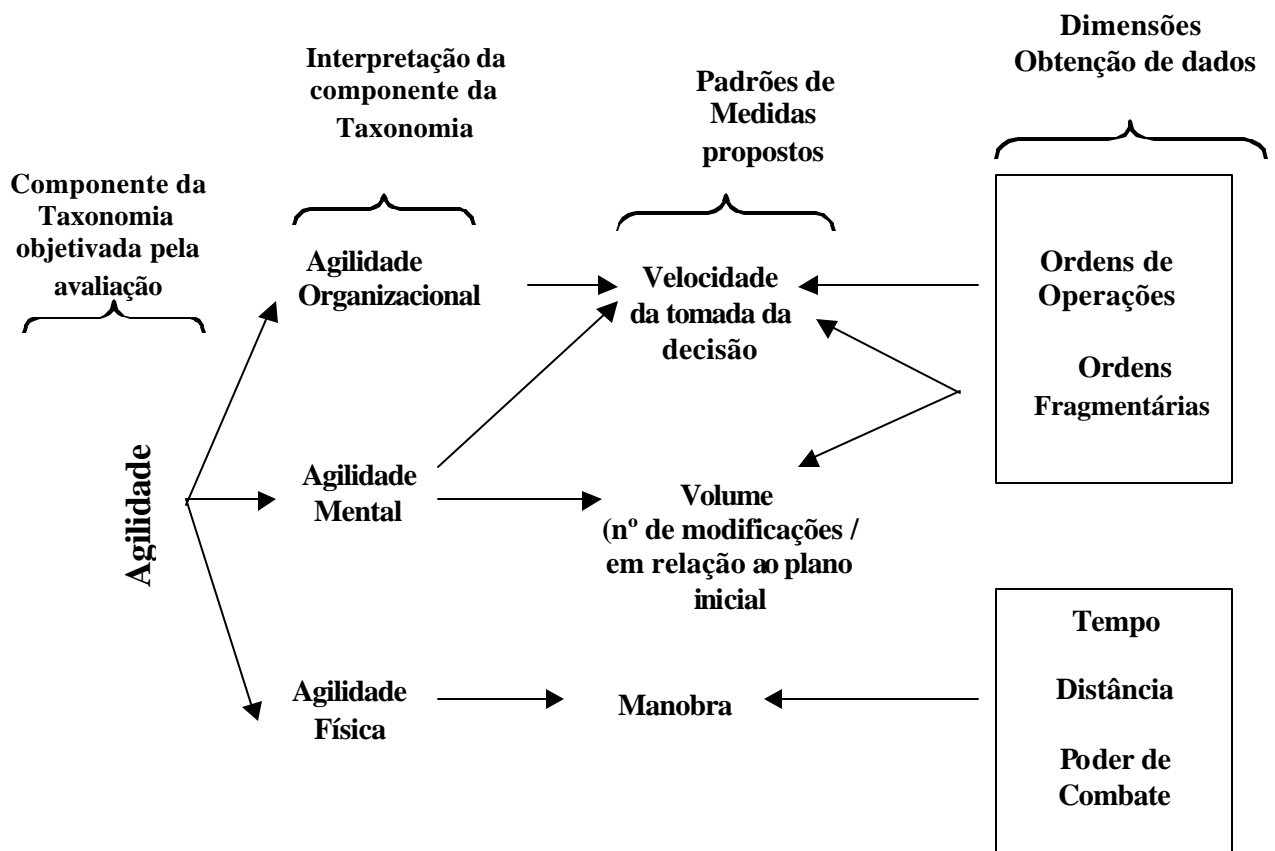 Dimensões
Obtenção de dados
Interpretação da
componente da
Taxonomia
Padrões de
Medidas
propostos
Componente da
Taxonomia
objetivada pela
avaliação
Agilidade
Organizacional
Velocidade
da tomada da
decisão
Ordens de
Operações
Ordens
Fragmentárias
Agilidade
Agilidade
Mental
Volume
(nº de modificações /
em relação ao plano
inicial
Agilidade
Física
Manobra
Tempo
Distância
Poder de
Combate